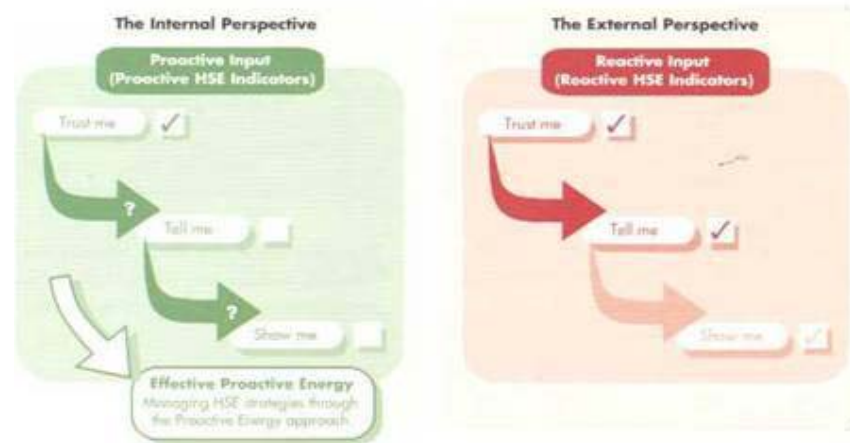 The Internal Perspective
Proactive Input
(Proactive HSE Indicators)
Trust me
?
Tell me
?
Show me
Effective Proactive Energy
Managing HSE strategies through
the Proactive Energy approach
The External Perspective
Reactive Input
(Reactive HSE Indicators)
Trust me
Tell me
Show me